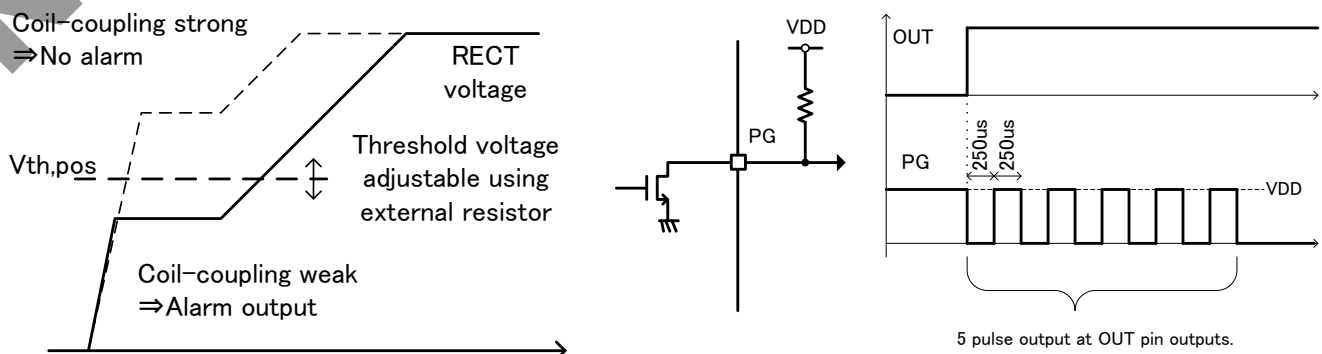 Coil-coupling strong
⇒No alarm
RECT
voltage
Vth,pos
Threshold voltage
adjustable using
external resistor
Coil-coupling weak
⇒Alarm output
VDD
PG
OUT
250us
250us
PG
VDD
5 pulse output at OUT pin outputs.